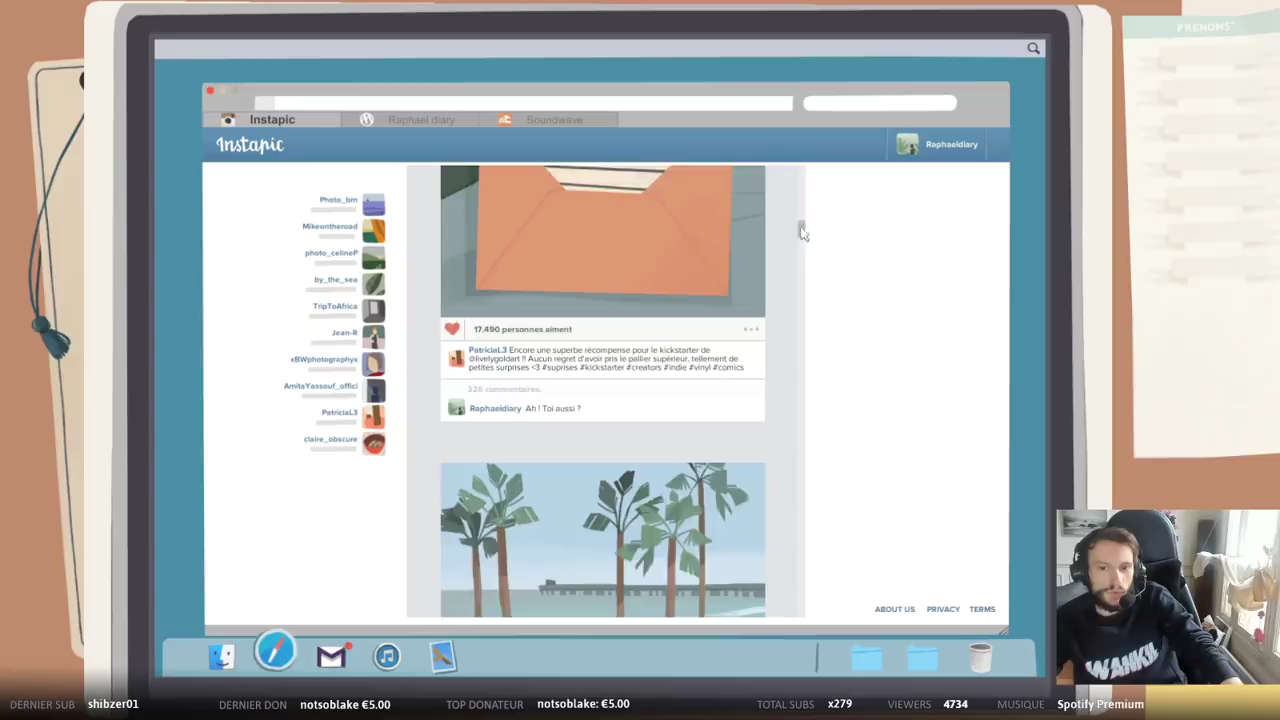 PRENOMS
Instapic
Raphael diary
Soundwave
Instapic
Raphaeldiary
Photo_bm
Mikeontheroad
photo_celineP
by_the_sea
TripToAfrica
Jean-R
xBWphotographyx
AmitaYassouf_offici
PatriciaL3
claire_obscure
17.490 personnes aiment
PatriciaL3 Encore une superbe récompense pour le kickstarter de
@livelygoldart !! Aucun regret d'avoir pris le pallier supérieur, tellement de
petites surprises <3 #suprises #kickstarter #creators #indie #vinyl #comics
326 commentaires.
Raphaeldiary Ah ! Toi aussi ?
ABOUT US PRIVACY TERMS
WANKIL
DERNIER SUB shibzer01 DERNIER DON notsoblake €5.00 TOP DONATEUR notsoblake: €5.00 TOTAL SUBS x279 VIEWERS 4734 MUSIQUE Spotify Premium